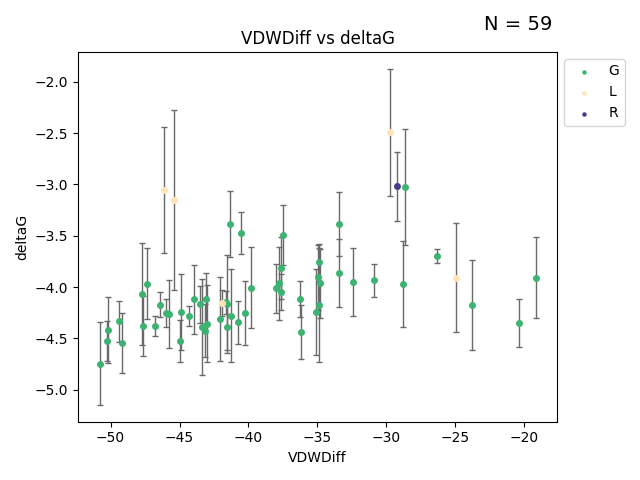 N = 59
VDWDiff vs deltaG
G
L
R
−2.0
−2.5
−3.0
−3.5
−4.0
−4.5
−5.0
deltaG
−50
−45
−40
−35
−30
−25
−20
VDWDiff